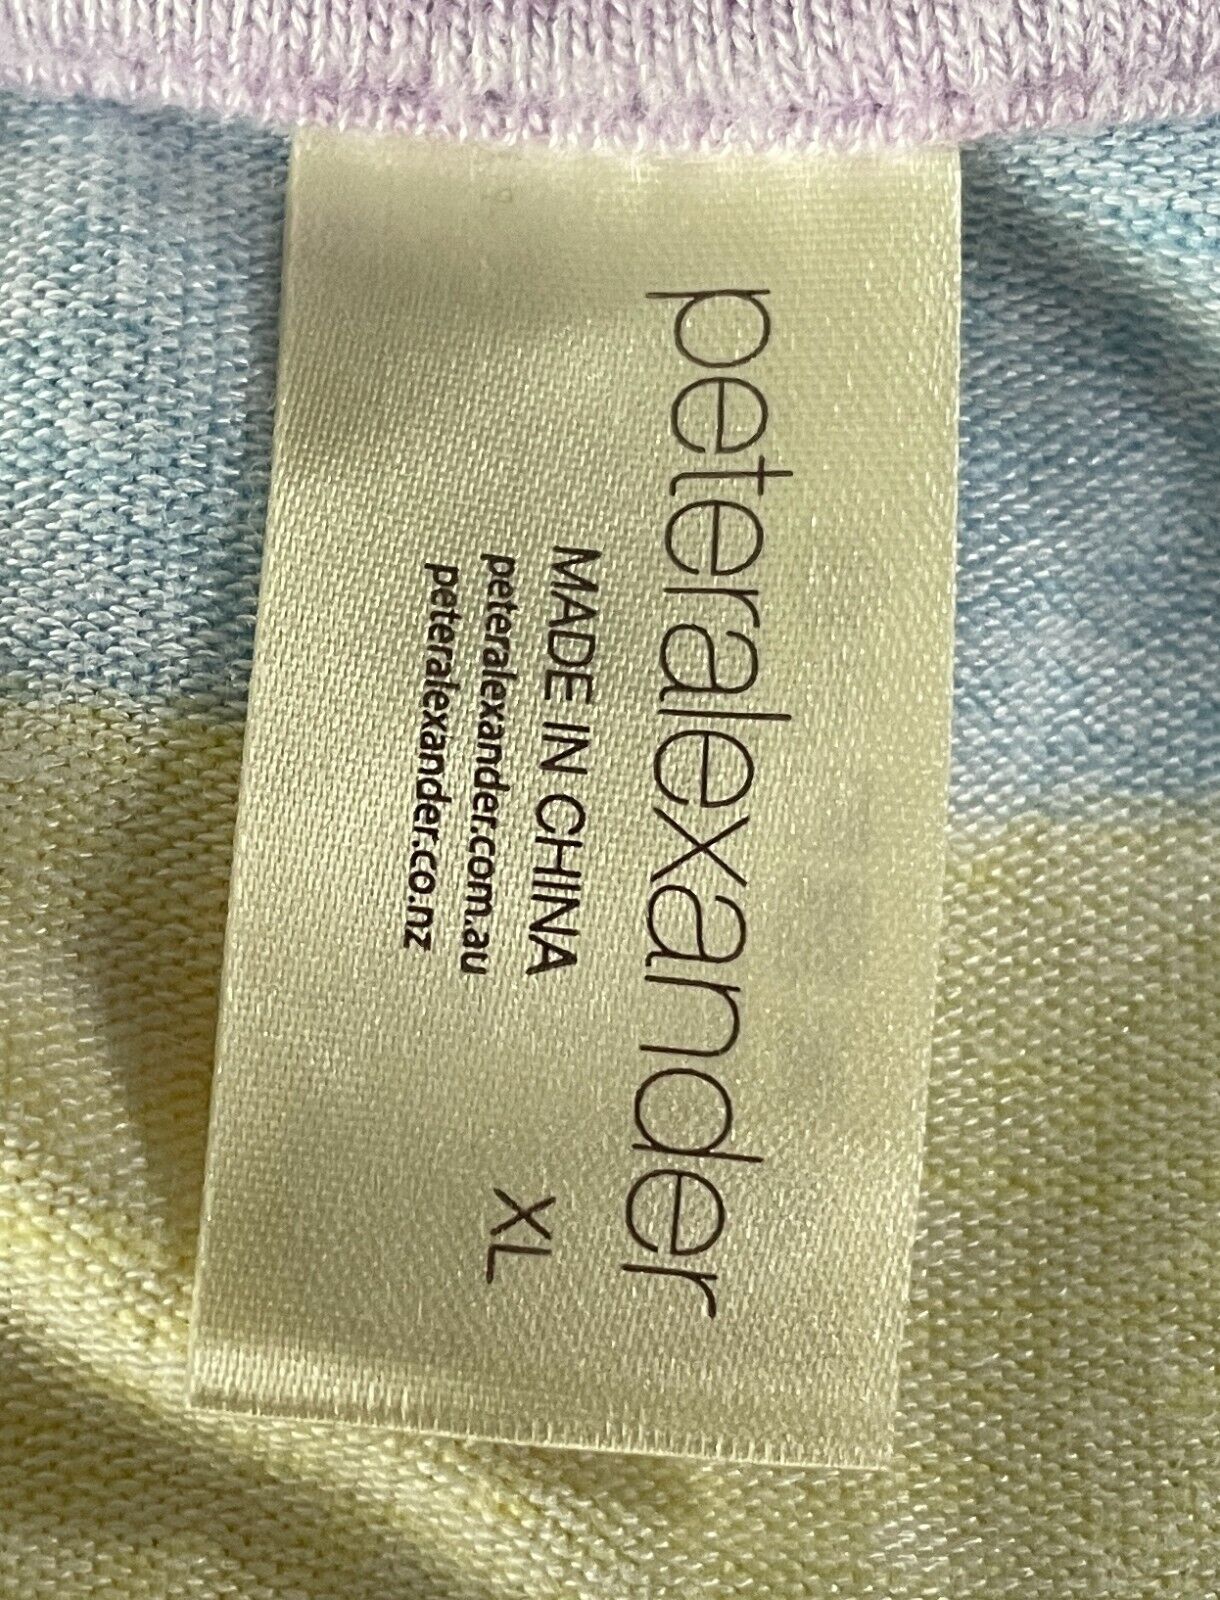 peteralexander
MADE IN CHINA
peteralexander.com.au
peteralexander.co.nz
XL